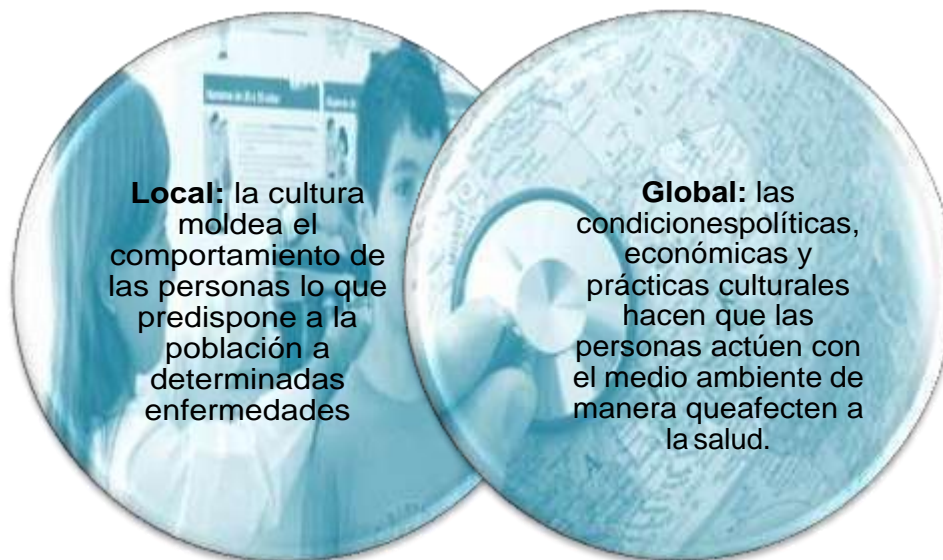 Local: la cultura
moldea el
comportamiento de
las personas lo que
predispone a la
población a
determinadas
enfermedades
Global: las
condicionespolíticas,
económicas y
prácticas culturales
hacen que las
personas actúen con
el medio ambiente de
manera queafecten a
la salud.